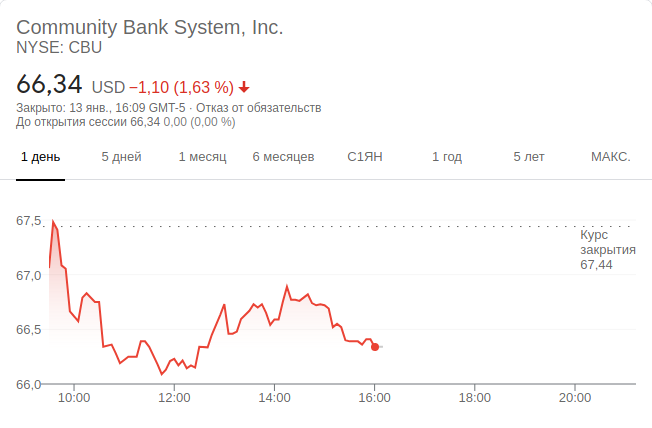 Community Bank System, Inc.
NYSE: CBU
66,34 USD −1,10 (1,63 %)
Закрыто: 13 янв., 16:09 GMT-5 · Отказ от обязательств
До открытия сессии 66,34 0,00 (0,00 %)
1 день 5 дней 1 месяц 6 месяцев С1ЯН 1 год 5 лет МАКС.
67,5
Курс
закрытия
67,44
67,0
66,5
66,0
10:00 12:00 14:00 16:00 18:00 20:00